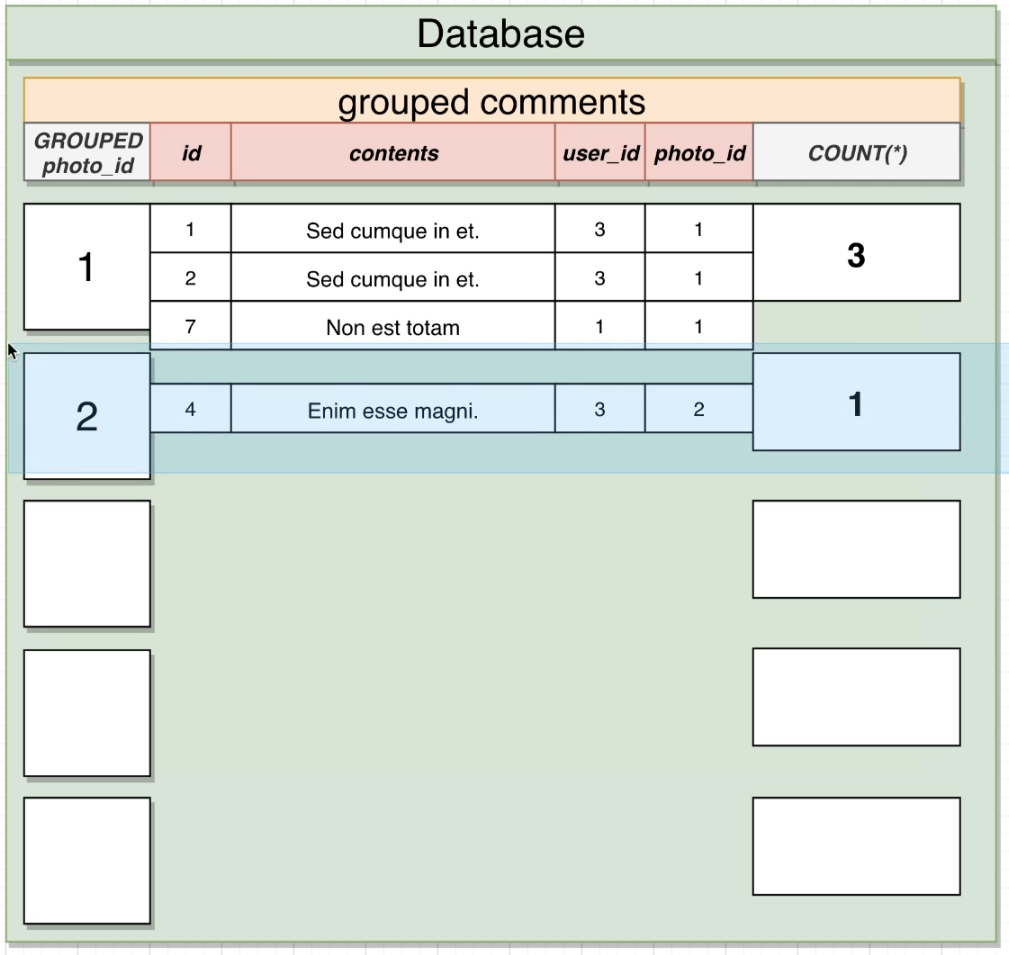 Database
grouped comments
GROUPED photo_id id contents user_id photo_id COUNT(*)
1 1 Sed cumque in et. 3 1 3
2 Sed cumque in et. 3 1
7 Non est totam 1 1
2 4 Enim esse magni. 3 2 1